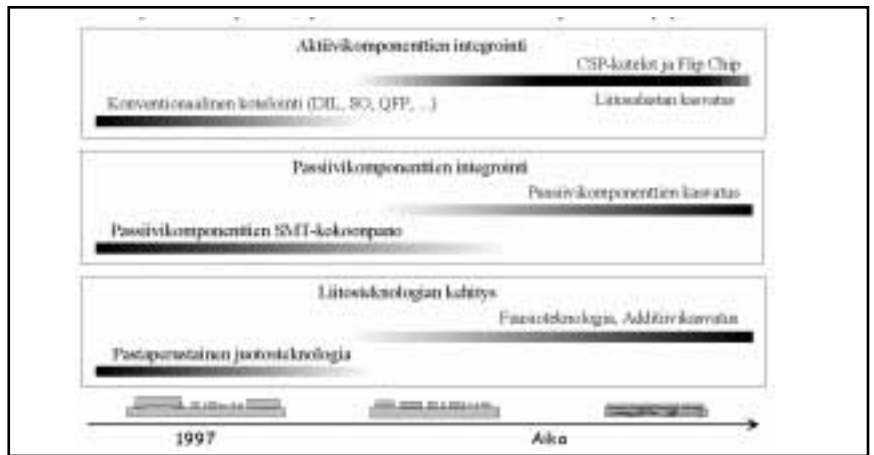 Aktiivikomponenttien integrointi
CSP-kotelot ja Flip Chip
Konventionaalinen kotelointi (DIL, SO, QFP, ...)
Liitosalustan kasvatus
Passiivikomponenttien integrointi
Passiivikomponenttien kasvatus
Passiivikomponenttien SMT-kokoonpano
Liitosteknologian kehitys
Fuusioteknologia, Additiivikasvatus
Pastaperustainen juotosteknologia
1997
Aika